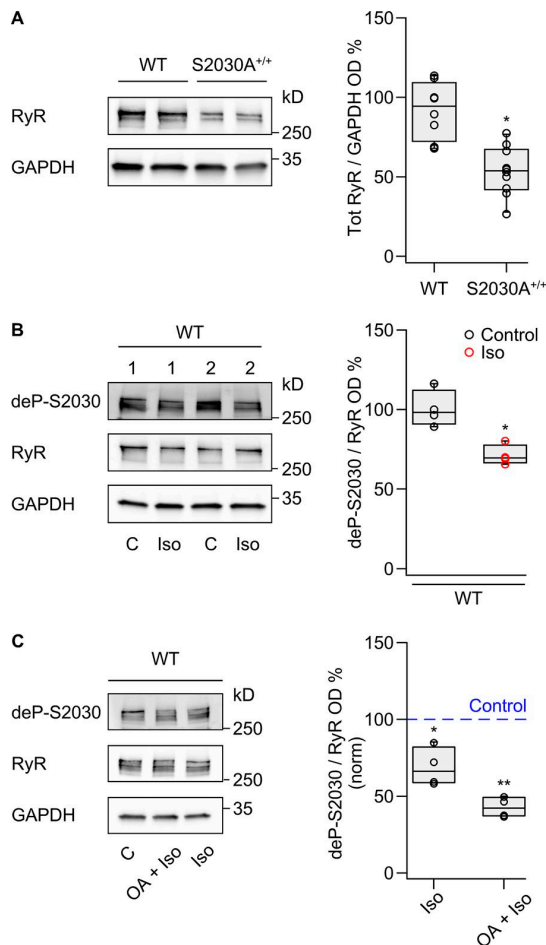 A
WT S2030A+/+
kD
RyR
250
GAPDH
35
Tot RyR / GAPDH OD %
150
100
50
0
*
WT S2030A+/+
B
WT
1 1 2 2
kD
deP-S2030
250
RyR
250
GAPDH
35
C Iso C Iso
deP-S2030 / RyR OD %
150
100
50
0
Control
Iso
*
WT
C
WT
kD
deP-S2030
250
RyR
250
GAPDH
35
C OA + Iso Iso
deP-S2030 / RyR OD %
(norm)
150
100
50
0
Control
*
**
Iso OA + Iso